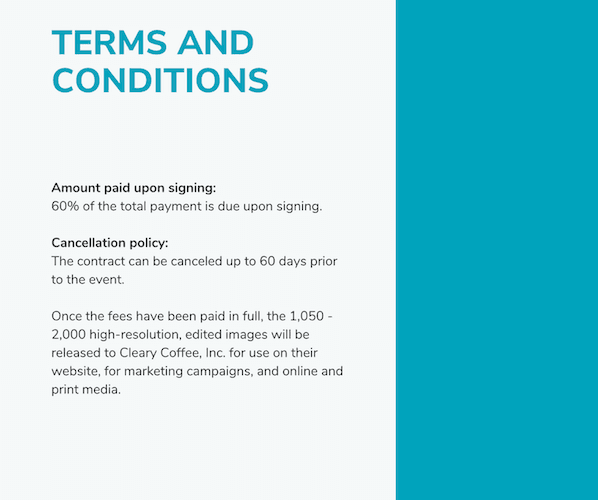 TERMS AND
CONDITIONS
Amount paid upon signing:
60% of the total payment is due upon signing.
Cancellation policy:
The contract can be canceled up to 60 days prior
to the event.
Once the fees have been paid in full, the 1,050 -
2,000 high-resolution, edited images will be
released to Cleary Coffee, Inc. for use on their
website, for marketing campaigns, and online and
print media.